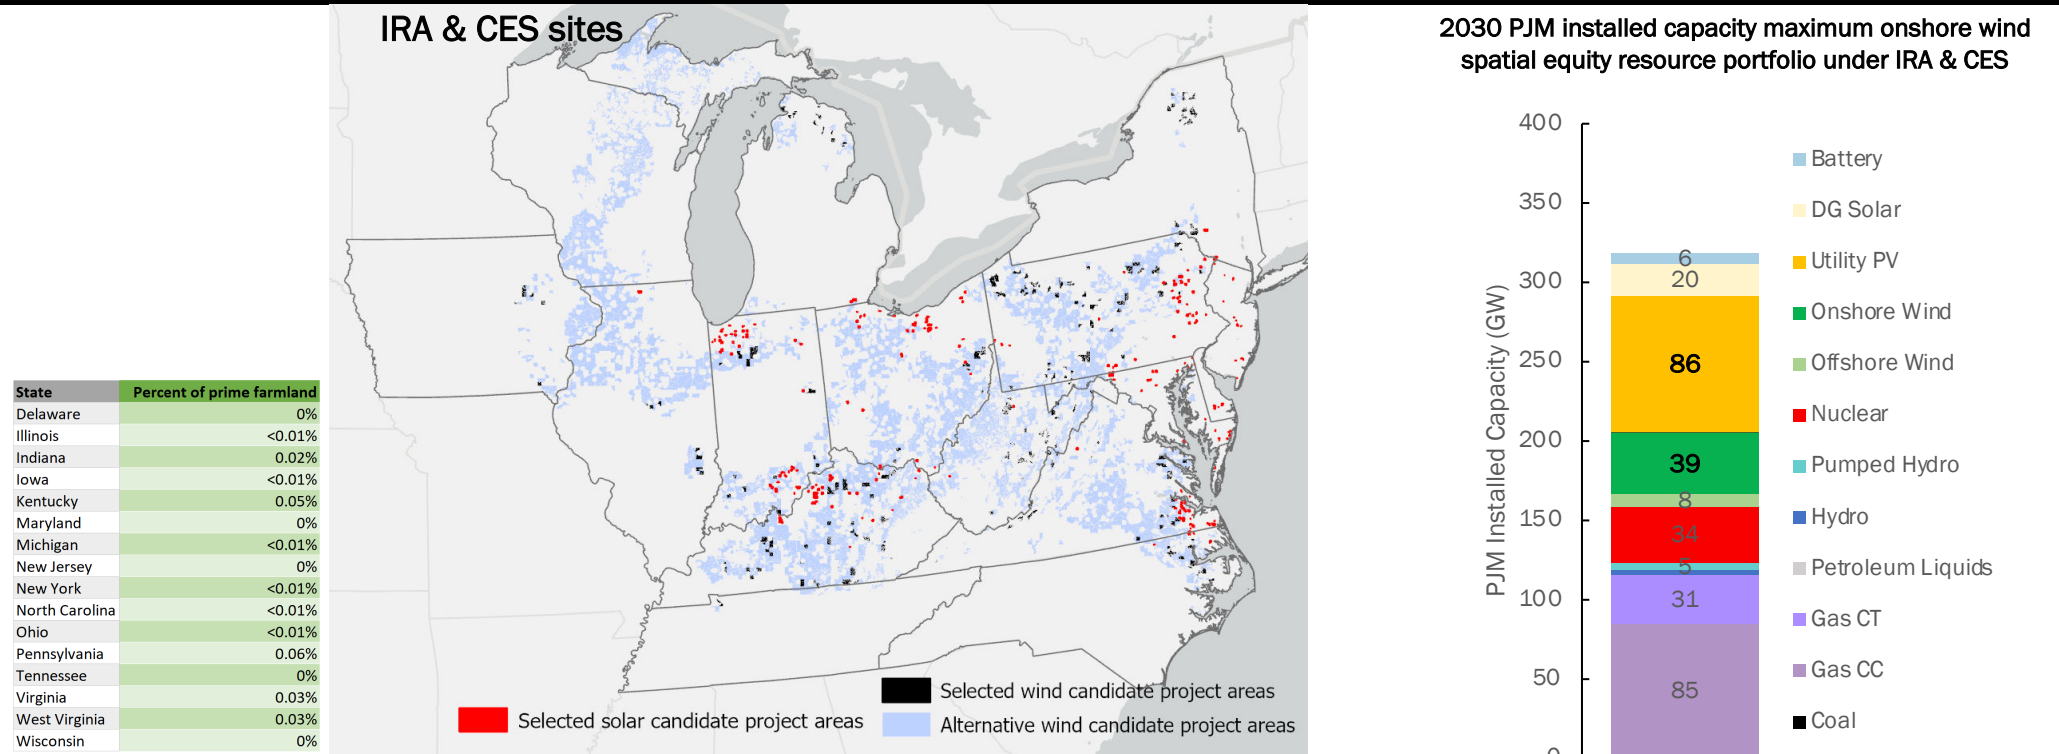 State Percent of prime farmland
Delaware 0%
Illinois <0.01%
Indiana 0.02%
Iowa <0.01%
Kentucky 0.05%
Maryland 0%
Michigan <0.01%
New Jersey 0%
New York <0.01%
North Carolina <0.01%
Ohio <0.01%
Pennsylvania 0.06%
Tennessee 0%
Virginia 0.03%
West Virginia 0.03%
Wisconsin 0%
IRA & CES sites
Selected solar candidate project areas
Selected wind candidate project areas
Alternative wind candidate project areas
2030 PJM installed capacity maximum onshore wind
spatial equity resource portfolio under IRA & CES
PJM Installed Capacity (GW)
400
350
300
250
200
150
100
50
0
6
20
86
39
8
34
5
31
85
Battery
DG Solar
Utility PV
Onshore Wind
Offshore Wind
Nuclear
Pumped Hydro
Hydro
Petroleum Liquids
Gas CT
Gas CC
Coal